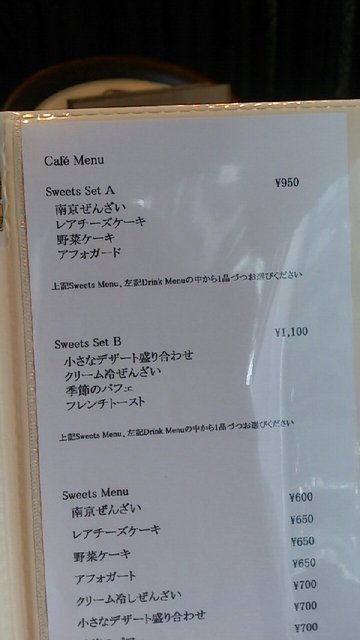 Café Menu
Sweets Set A ¥950
南京ぜんざい
レアチーズケーキ
野菜ケーキ
アフォガード
上記Sweets Menu、左記Drink Menuの中から1品づつお選びください
Sweets Set B ¥1,100
小さなデザート盛り合わせ
クリーム冷ぜんざい
季節のパフェ
フレンチトースト
上記Sweets Menu、左記Drink Menuの中から1品づつお選びください
Sweets Menu
南京ぜんざい ¥600
レアチーズケーキ ¥650
野菜ケーキ ¥650
アフォガート ¥650
クリーム冷しぜんざい ¥700
小さなデザート盛り合わせ ¥700
¥700